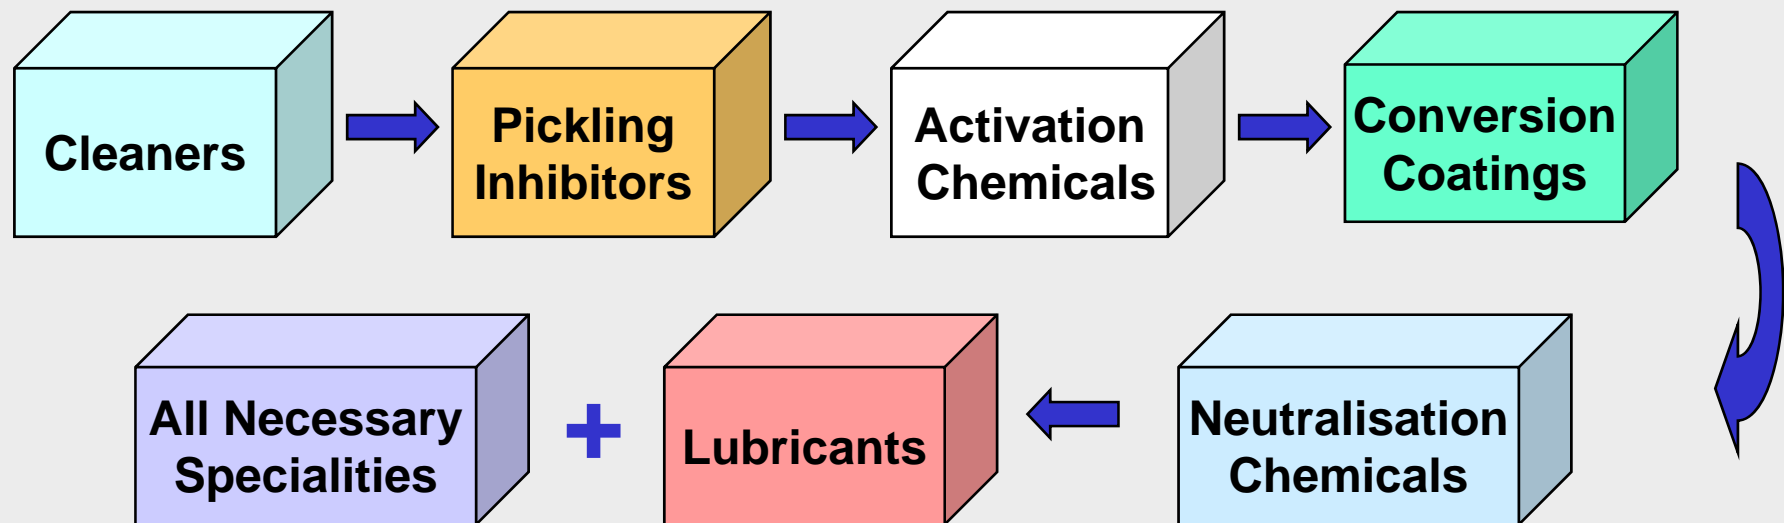 Cleaners
Pickling
Inhibitors
Activation
Chemicals
Conversion
Coatings
All Necessary
Specialities
+
Lubricants
Neutralisation
Chemicals